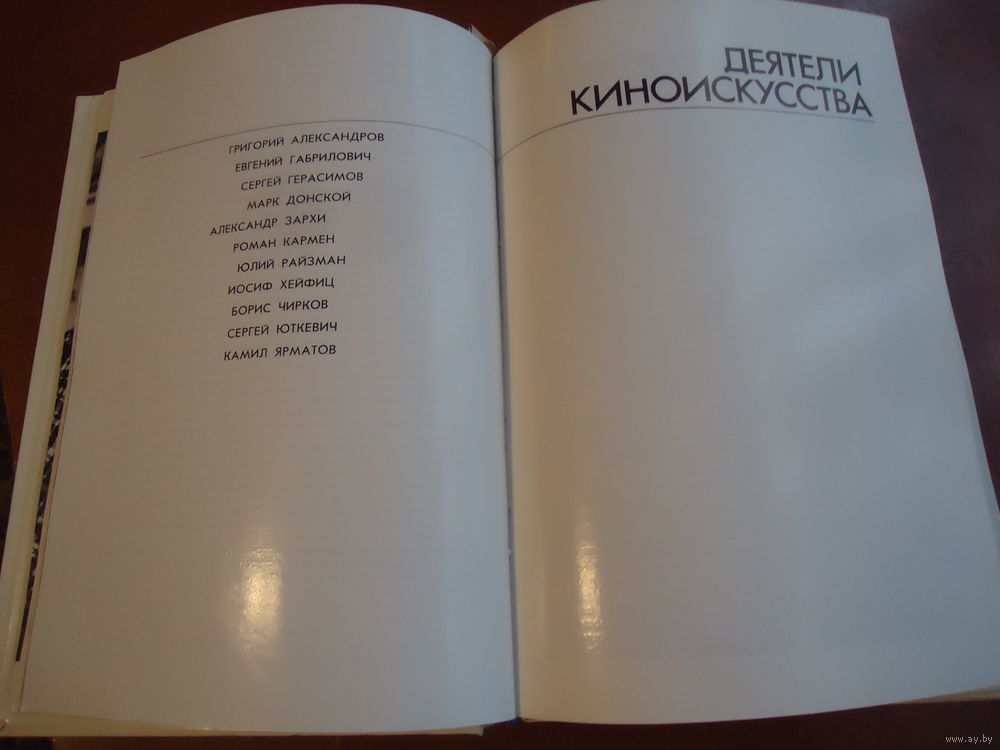 ГРИГОРИЙ АЛЕКСАНДРОВ
ЕВГЕНИЙ ГАБРИЛОВИЧ
СЕРГЕЙ ГЕРАСИМОВ
МАРК ДОНСКОЙ
АЛЕКСАНДР ЗАРХИ
РОМАН КАРМЕН
ЮЛИЙ РАЙЗМАН
ИОСИФ ХЕЙФИЦ
БОРИС ЧИРКОВ
СЕРГЕЙ ЮТКЕВИЧ
КАМИЛ ЯРМАТОВ
ДЕЯТЕЛИ
КИНОИСКУССТВА
www.ay.by